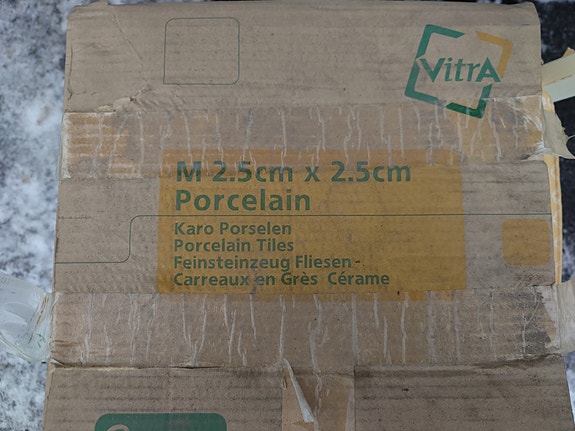 VitrA
M 2.5cm x 2.5cm
Porcelain
Karo Porselen
Porcelain Tiles
Feinsteinzeug Fliesen
Carreaux en Grès Cérame